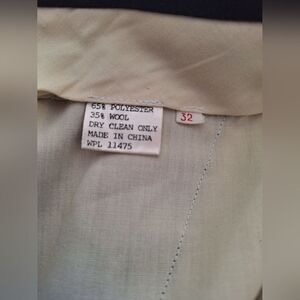 65% POLYESTER
35% WOOL
DRY CLEAN ONLY
MADE IN CHINA
WPL 11475
32